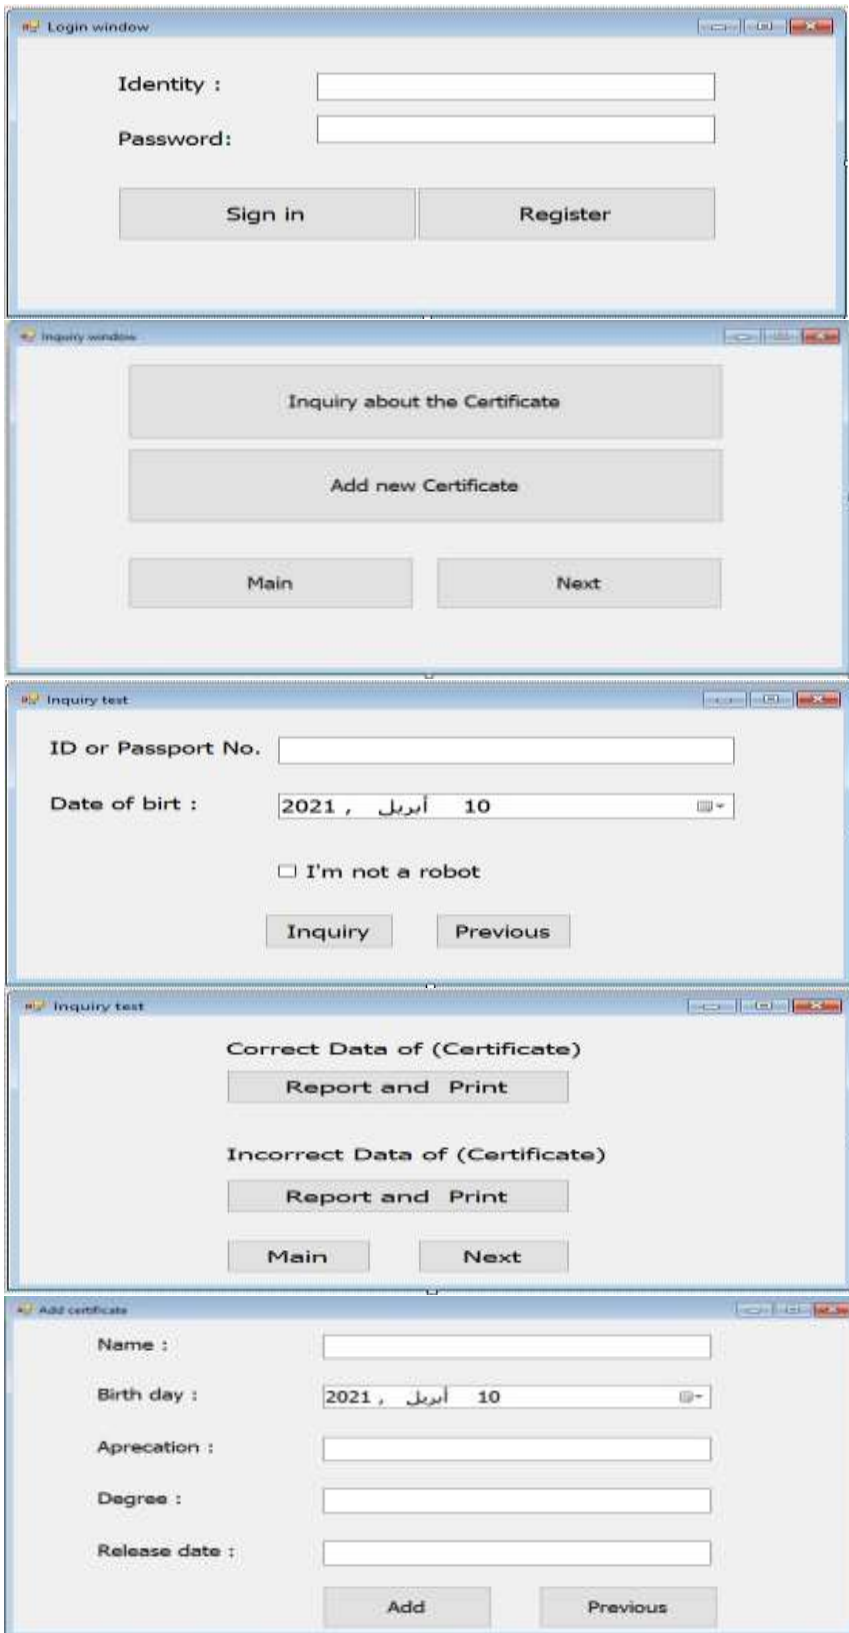 Login window
Identity :
Password:
Sign in Register
Inquiry window
Inquiry about the Certificate
Add new Certificate
Main Next
Inquiry test
ID or Passport No.
Date of birt : 10 أبريل , 2021
I'm not a robot
Inquiry Previous
Inquiry test
Correct Data of (Certificate)
Report and Print
Incorrect Data of (Certificate)
Report and Print
Main Next
Add certificate
Name :
Birth day : 10 أبريل , 2021
Aprecation :
Degree :
Release date :
Add Previous